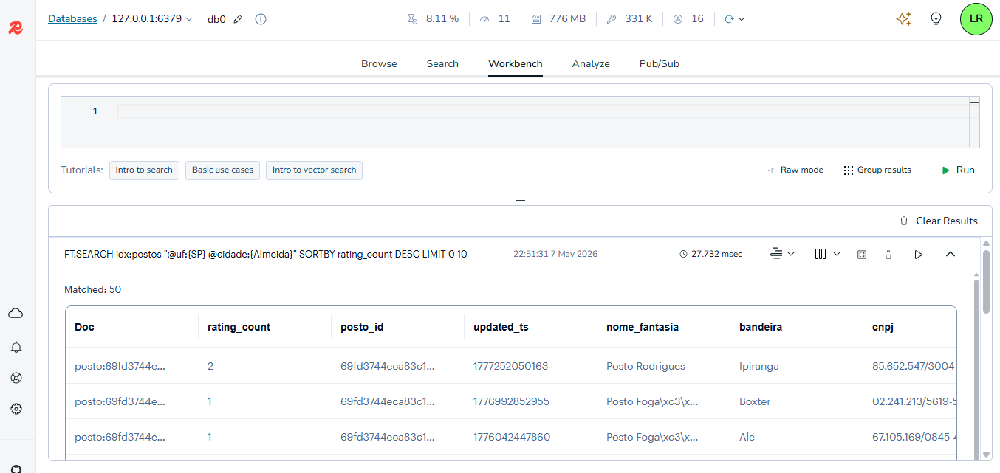 Databases / 127.0.0.1:6379 db0 8.11 % 11 776 MB 331 K 16 LR
Browse Search Workbench Analyze Pub/Sub
1
Tutorials: Intro to search Basic use cases Intro to vector search -r Raw mode Group results Run
Clear Results
FT.SEARCH idx:postos "@uf:{SP} @cidade:{Almeida}" SORTBY rating_count DESC LIMIT 0 10 22:51:31 7 May 2026 27.732 msec
Matched: 50
Doc rating_count posto_id updated_ts nome_fantasia bandeira cnpj
posto:69fd3744e... 2 69fd3744eca83c1... 1777252050163 Posto Rodrigues Ipiranga 85.652.547/3004-
posto:69fd3744e... 1 69fd3744eca83c1... 1776992852955 Posto Foga\xc3\x... Boxter 02.241.213/5619-5
posto:69fd3744e... 1 69fd3744eca83c1... 1776042447860 Posto Foga\xc3\x... Ale 67.105.169/0845-4